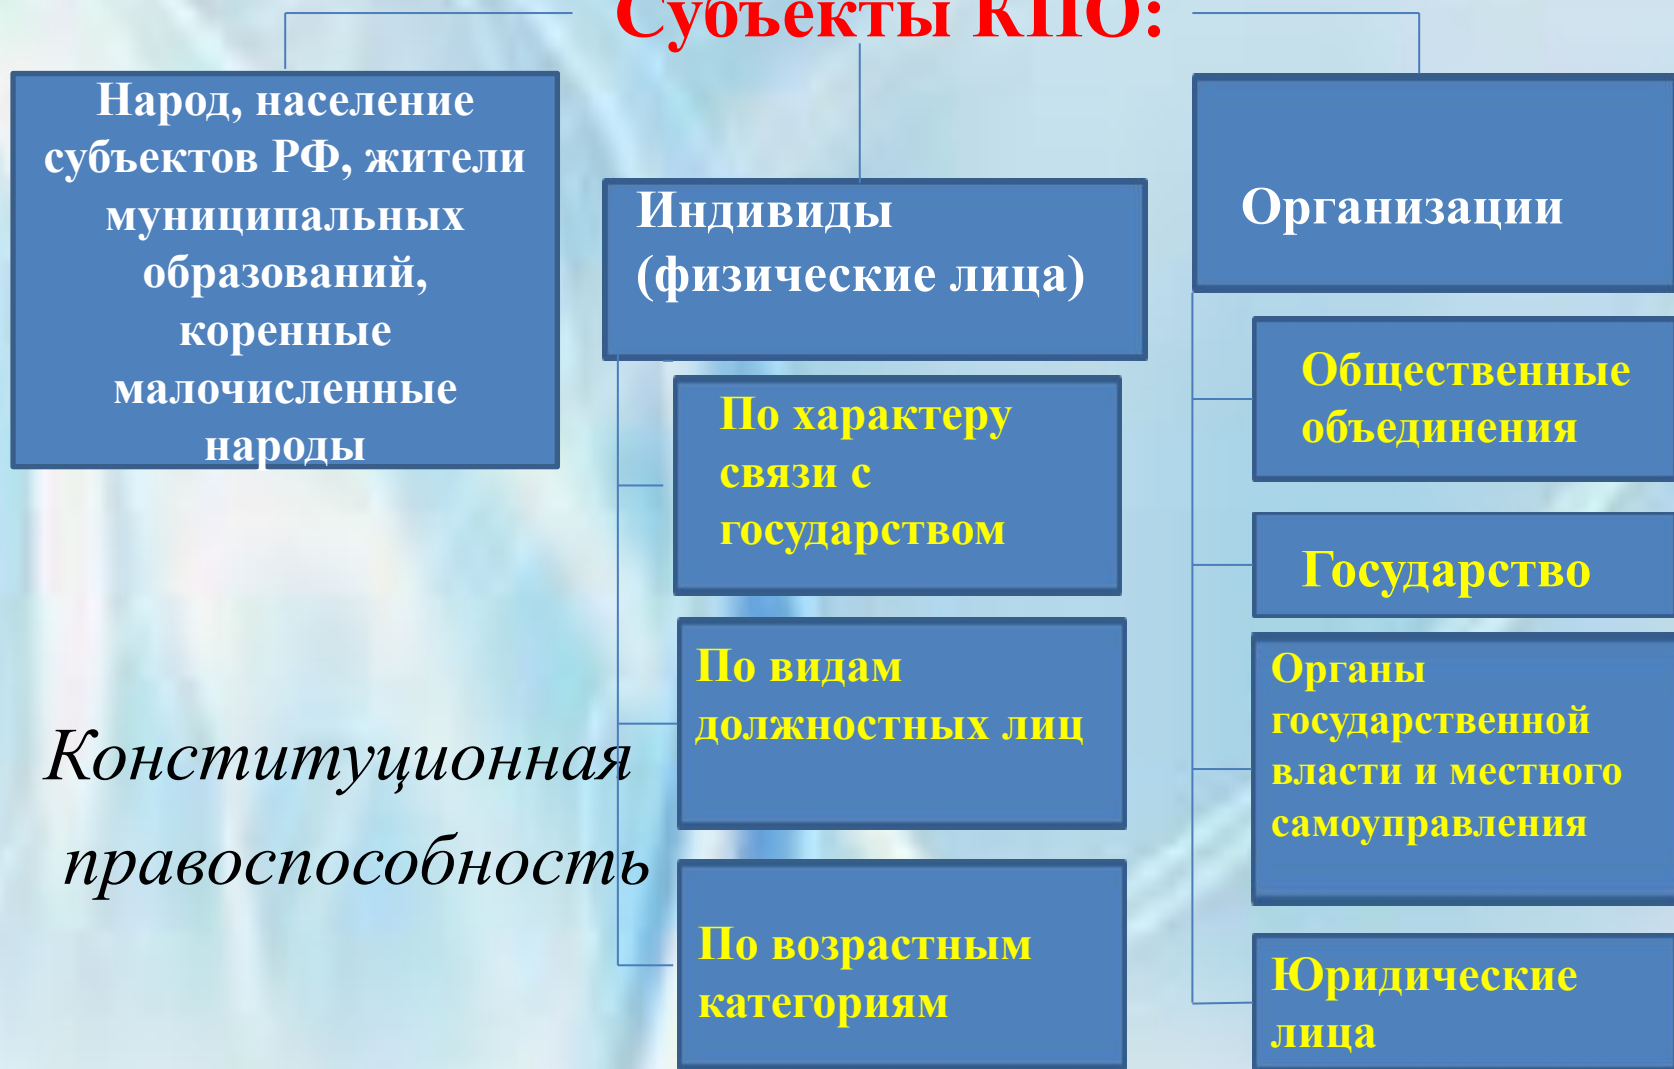 Субъекты КПО:
Народ, население
субъектов РФ, жители
муниципальных
образований,
коренные
малочисленные
народы
Индивиды
(физические лица)
По характеру
связи с
государством
По видам
должностных лиц
По возрастным
категориям
Организации
Общественные
объединения
Государство
Органы
государственной
власти и местного
самоуправления
Юридические
лица
Конституционная
правоспособность